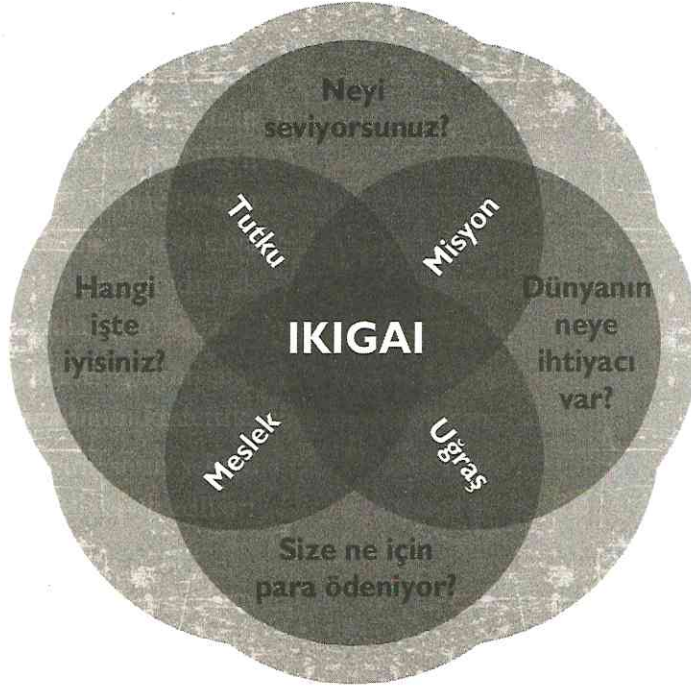 Neyi
seviyorsunuz?
Tutku
Misyon
Hangi
işte
iyisiniz?
IKIGAI
Dünyanın
neye
ihtiyacı
var?
Meslek
Uğraş
Size ne için
para ödeniyor?